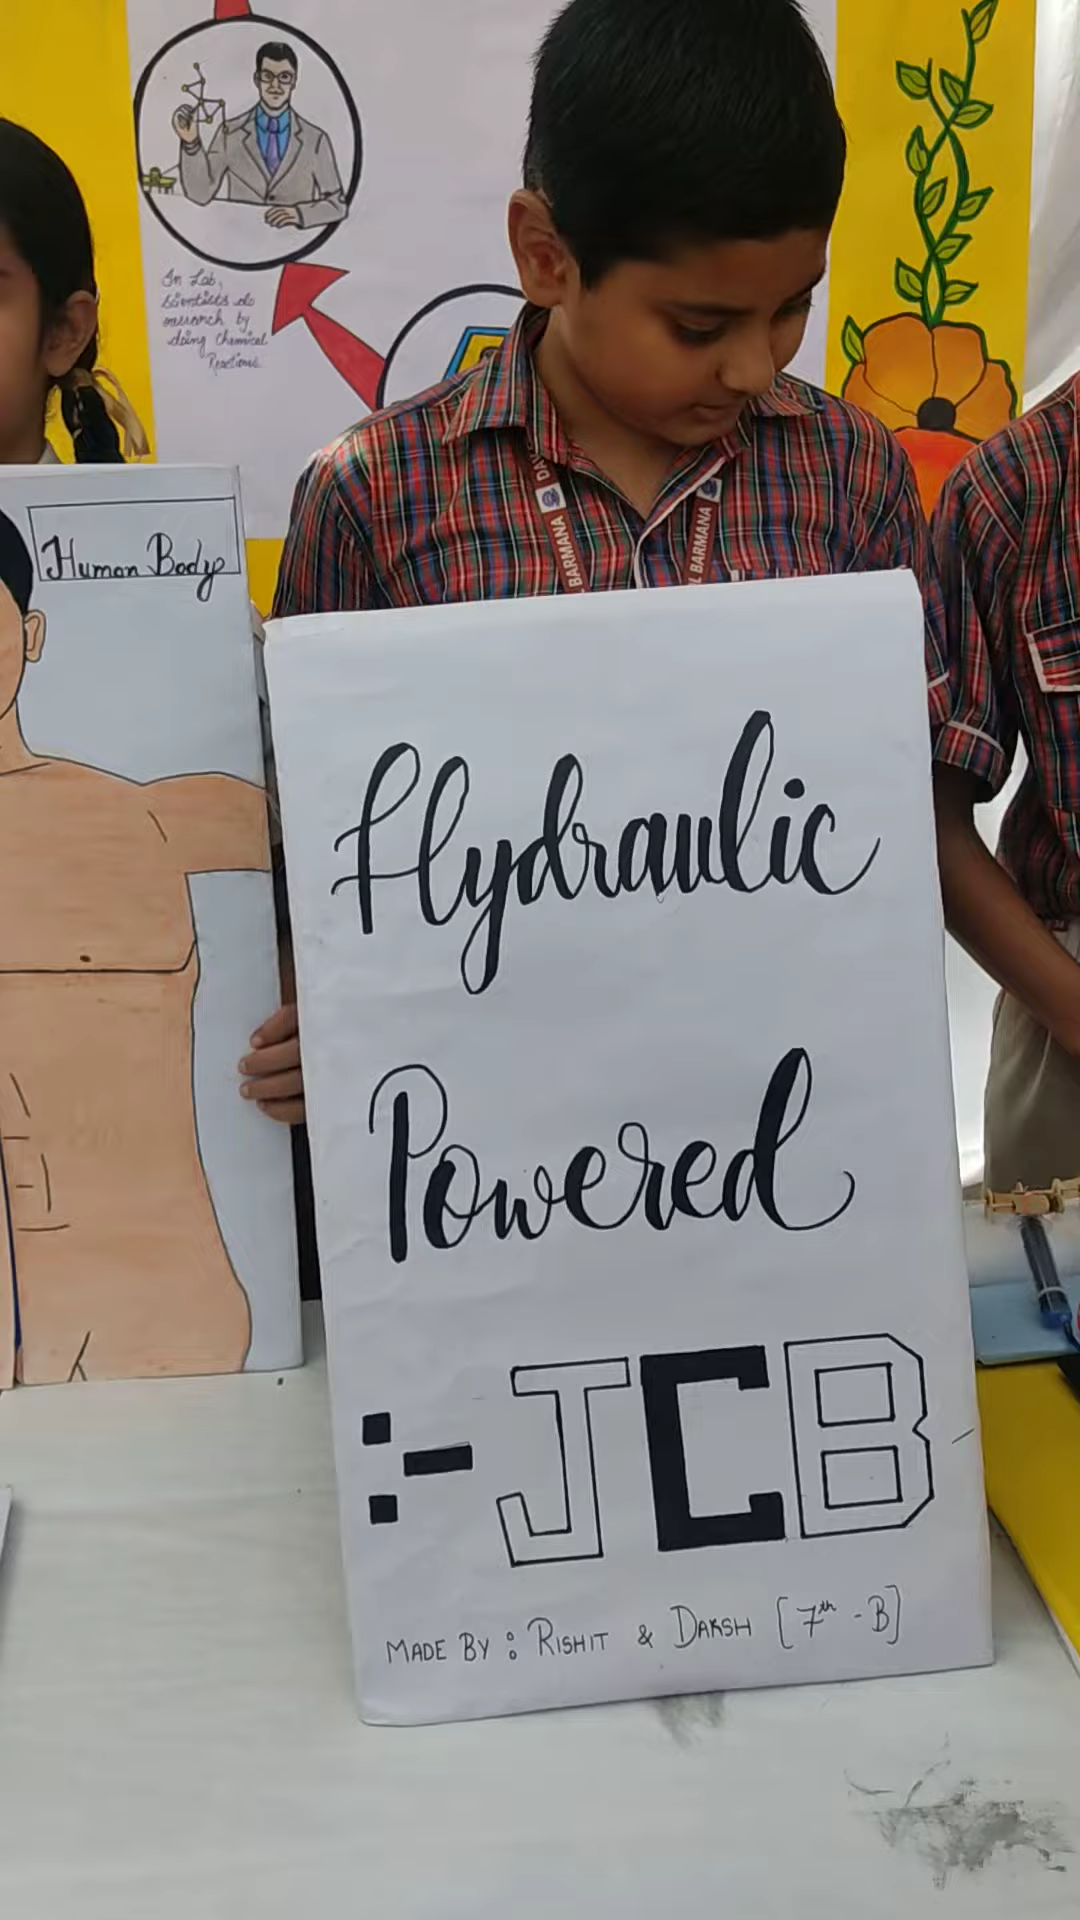 In Lab,
Scientists do
research by
doing Chemical
Reactions.
Human Body
DAV
BARMANA
L BARMANA
Hydraulic
Powered
:- JCB
MADE BY : RISHIT & DAKSH [7th - B]